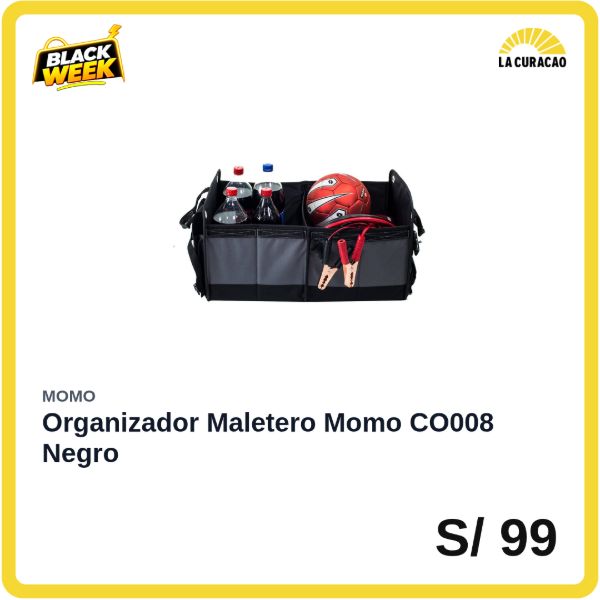 BLACK
WEEK
LA CURACAO
MOMO
Organizador Maletero Momo CO008
Negro
S/ 99